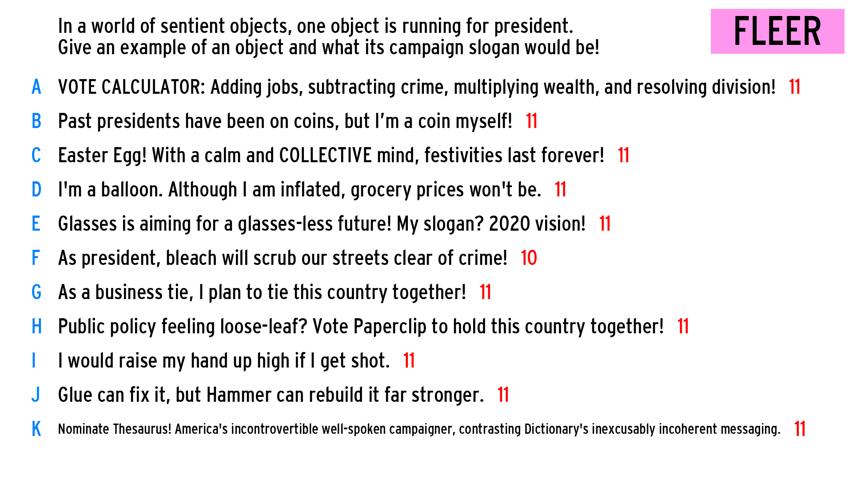 In a world of sentient objects, one object is running for president.
Give an example of an object and what its campaign slogan would be!
FLEER
A VOTE CALCULATOR: Adding jobs, subtracting crime, multiplying wealth, and resolving division! 11
B Past presidents have been on coins, but I'm a coin myself! 11
C Easter Egg! With a calm and COLLECTIVE mind, festivities last forever! 11
D I'm a balloon. Although I am inflated, grocery prices won't be. 11
E Glasses is aiming for a glasses-less future! My slogan? 2020 vision! 11
F As president, bleach will scrub our streets clear of crime! 10
G As a business tie, I plan to tie this country together! 11
H Public policy feeling loose-leaf? Vote Paperclip to hold this country together! 11
I I would raise my hand up high if I get shot. 11
J Glue can fix it, but Hammer can rebuild it far stronger. 11
K Nominate Thesaurus! America's incontrovertible well-spoken campaigner, contrasting Dictionary's inexcusably incoherent messaging. 11